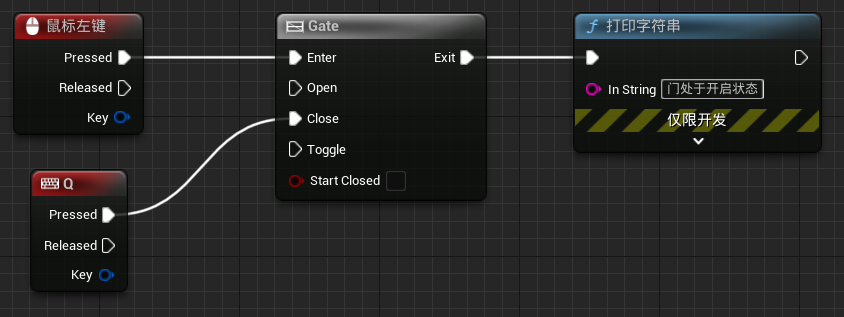 鼠标左键
Pressed
Released
Key
Q
Pressed
Released
Key
Gate
Enter
Exit
Open
Close
Toggle
Start Closed
打印字符串
In String 门处于开启状态
仅限开发